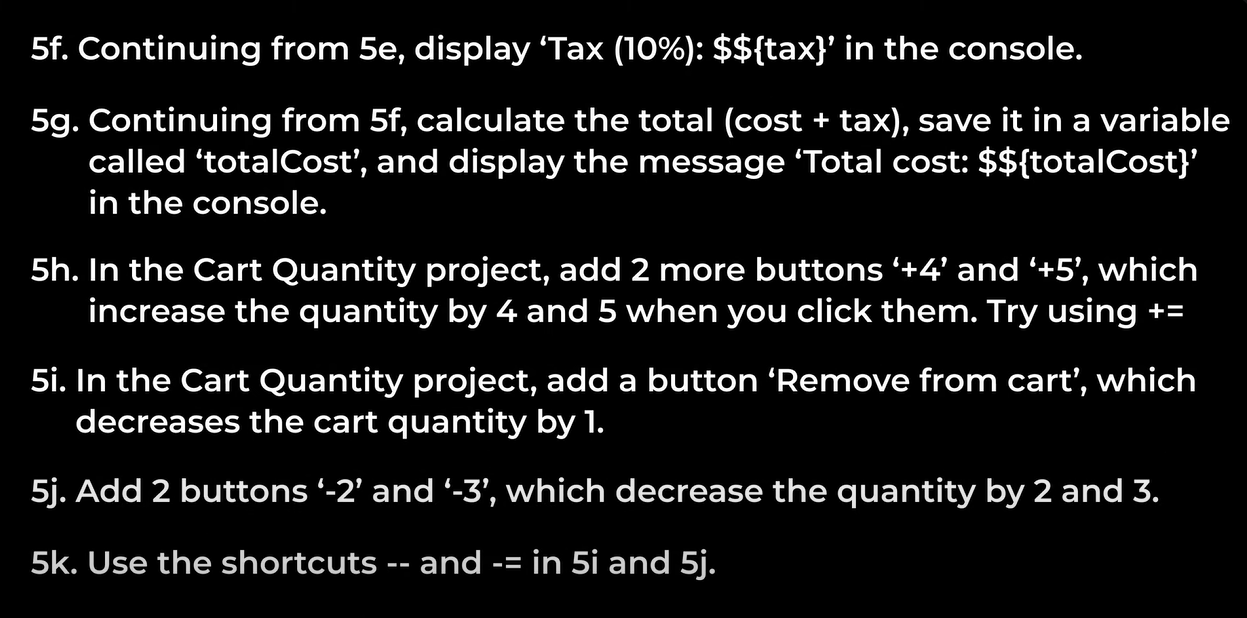 5f. Continuing from 5e, display ‘Tax (10%): $${tax}’ in the console.
5g. Continuing from 5f, calculate the total (cost + tax), save it in a variable
called ‘totalCost’, and display the message ‘Total cost: $${totalCost}’
in the console.
5h. In the Cart Quantity project, add 2 more buttons ‘+4’ and ‘+5’, which
increase the quantity by 4 and 5 when you click them. Try using +=
5i. In the Cart Quantity project, add a button ‘Remove from cart’, which
decreases the cart quantity by 1.
5j. Add 2 buttons ‘-2’ and ‘-3’, which decrease the quantity by 2 and 3.
5k. Use the shortcuts -- and -= in 5i and 5j.